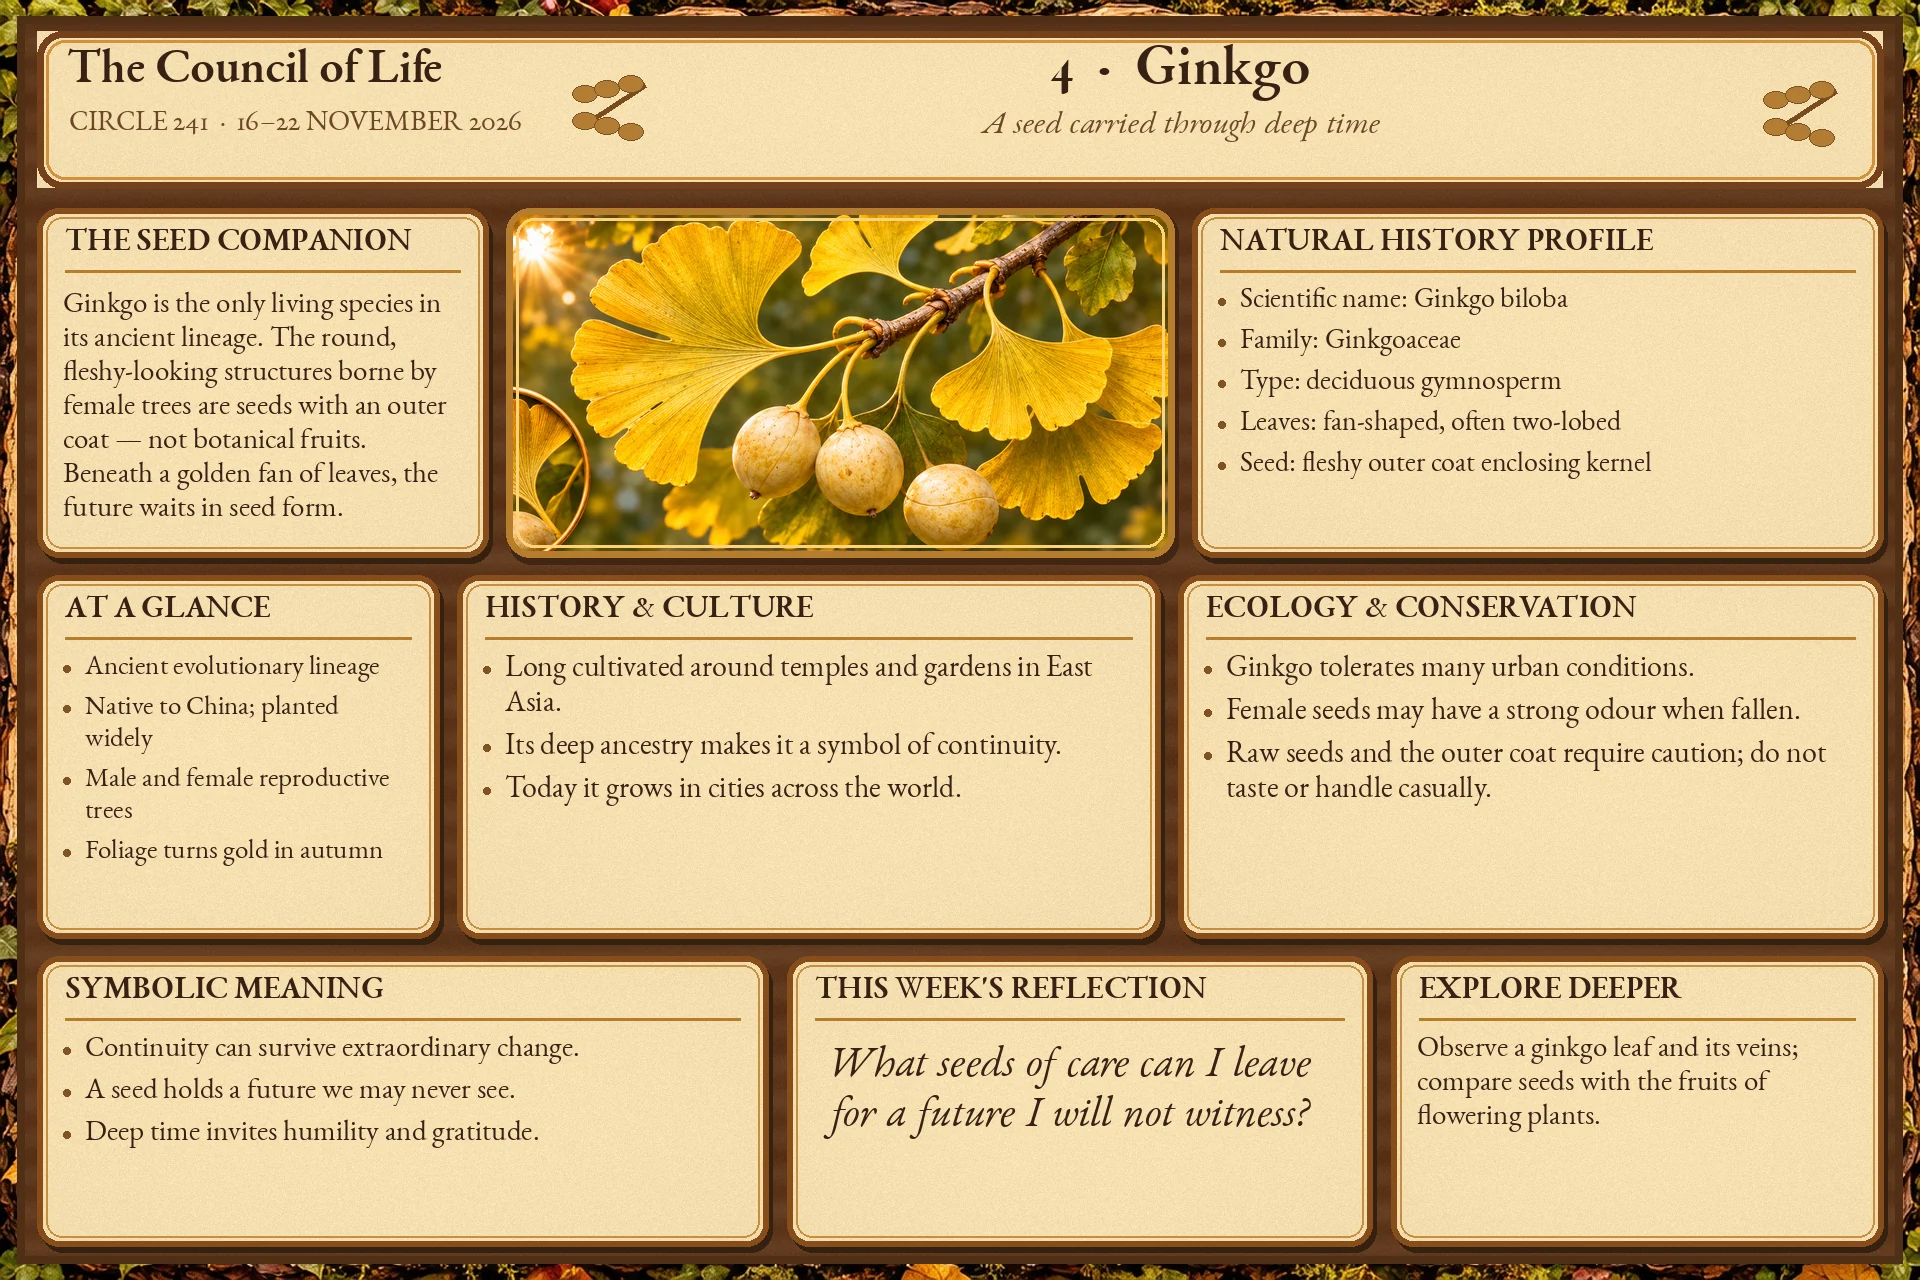 The Council of Life
CIRCLE 241 · 16–22 NOVEMBER 2026
4 · Ginkgo
A seed carried through deep time
THE SEED COMPANION
Ginkgo is the only living species in
its ancient lineage. The round,
fleshy-looking structures borne by
female trees are seeds with an outer
coat — not botanical fruits.
Beneath a golden fan of leaves, the
future waits in seed form.
NATURAL HISTORY PROFILE
• Scientific name: Ginkgo biloba
• Family: Ginkgoaceae
• Type: deciduous gymnosperm
• Leaves: fan-shaped, often two-lobed
• Seed: fleshy outer coat enclosing kernel
AT A GLANCE
• Ancient evolutionary lineage
• Native to China; planted
widely
• Male and female reproductive
trees
• Foliage turns gold in autumn
HISTORY & CULTURE
• Long cultivated around temples and gardens in East
Asia.
• Its deep ancestry makes it a symbol of continuity.
• Today it grows in cities across the world.
ECOLOGY & CONSERVATION
• Ginkgo tolerates many urban conditions.
• Female seeds may have a strong odour when fallen.
• Raw seeds and the outer coat require caution; do not
taste or handle casually.
SYMBOLIC MEANING
• Continuity can survive extraordinary change.
• A seed holds a future we may never see.
• Deep time invites humility and gratitude.
THIS WEEK'S REFLECTION
What seeds of care can I leave
for a future I will not witness?
EXPLORE DEEPER
Observe a ginkgo leaf and its veins;
compare seeds with the fruits of
flowering plants.